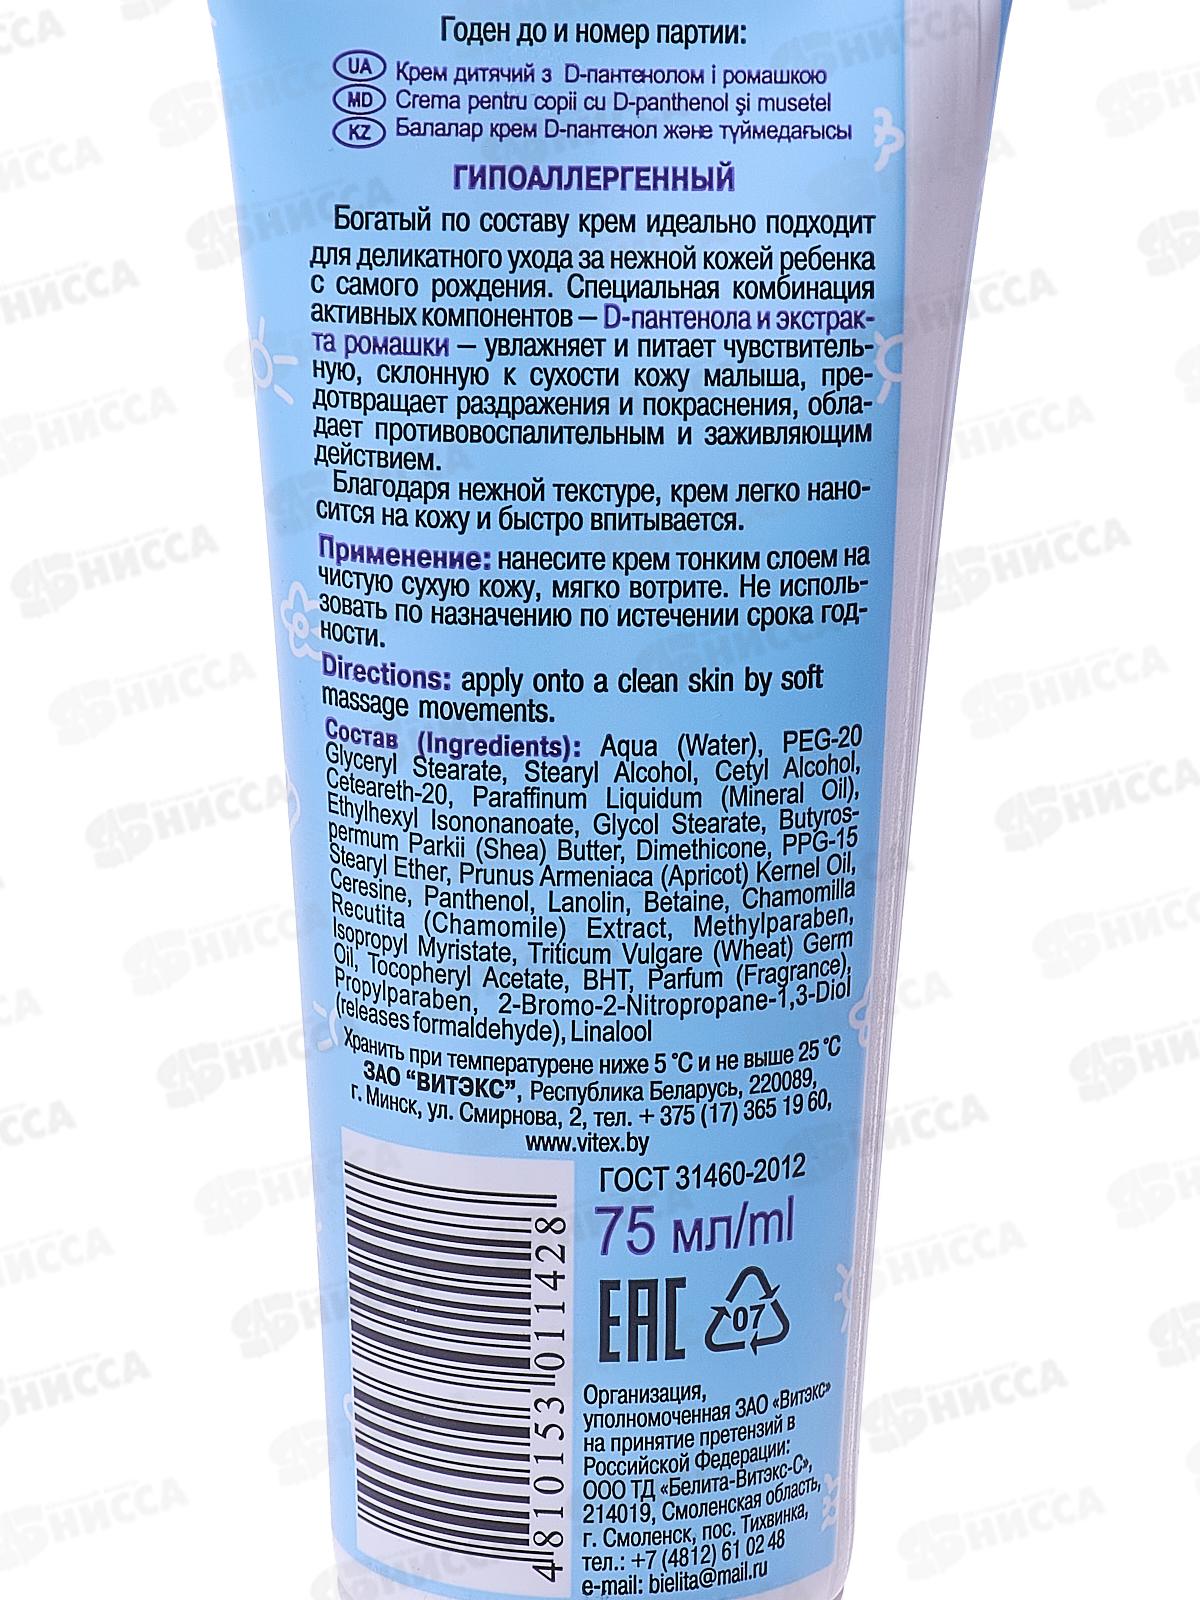 Годен до и номер партии:
UA Крем дитячий з D-пантенолом і ромашкою
MD Crema pentru copii cu D-panthenol şi musetel
KZ Балалар крем D-пантенол және түймедағысы
ГИПОАЛЛЕРГЕННЫЙ
Богатый по составу крем идеально подходит
для деликатного ухода за нежной кожей ребенка
с самого рождения. Специальная комбинация
активных компонентов – D-пантенола и экстрак-
та ромашки – увлажняет и питает чувствитель-
ную, склонную к сухости кожу малыша, пре-
дотвращает раздражения и покраснения, обла-
дает противовоспалительным и заживляющим
действием.
Благодаря нежной текстуре, крем легко нано-
сится на кожу и быстро впитывается.
Применение: нанесите крем тонким слоем на
чистую сухую кожу, мягко вотрите. Не исполь-
зовать по назначению по истечении срока год-
ности.
Directions: apply onto a clean skin by soft
massage movements.
Состав (Ingredients): Aqua (Water), PEG-20
Glyceryl Stearate, Stearyl Alcohol, Cetyl Alcohol,
Ceteareth-20, Paraffinum Liquidum (Mineral Oil),
Ethylhexyl Isononanoate, Glycol Stearate, Butyros-
permum Parkii (Shea) Butter, Dimethicone, PPG-15
Stearyl Ether, Prunus Armeniaca (Apricot) Kernel Oil,
Ceresine, Panthenol, Lanolin, Betaine, Chamomilla
Recutita (Chamomile) Extract, Methylparaben,
Isopropyl Myristate, Triticum Vulgare (Wheat) Germ
Oil, Tocopheryl Acetate, BHT, Parfum (Fragrance),
Propylparaben, 2-Bromo-2-Nitropropane-1,3-Diol
(releases formaldehyde), Linalool
Хранить при температурене ниже 5 °С и не выше 25 °С
ЗАО "ВИТЭКС", Республика Беларусь, 220089,
г. Минск, ул. Смирнова, 2, тел. + 375 (17) 365 19 60,
www.vitex.by
ГОСТ 31460-2012
75 мл/ml
EAC
07
4 810153 011428
Организация,
уполномоченная ЗАО «Витэкс»
на принятие претензий в
Российской Федерации:
ООО ТД «Белита-Витэкс-С»,
214019, Смоленская область,
г. Смоленск, пос. Тихвинка,
тел.: +7 (4812) 61 02 48
e-mail: bielita@mail.ru